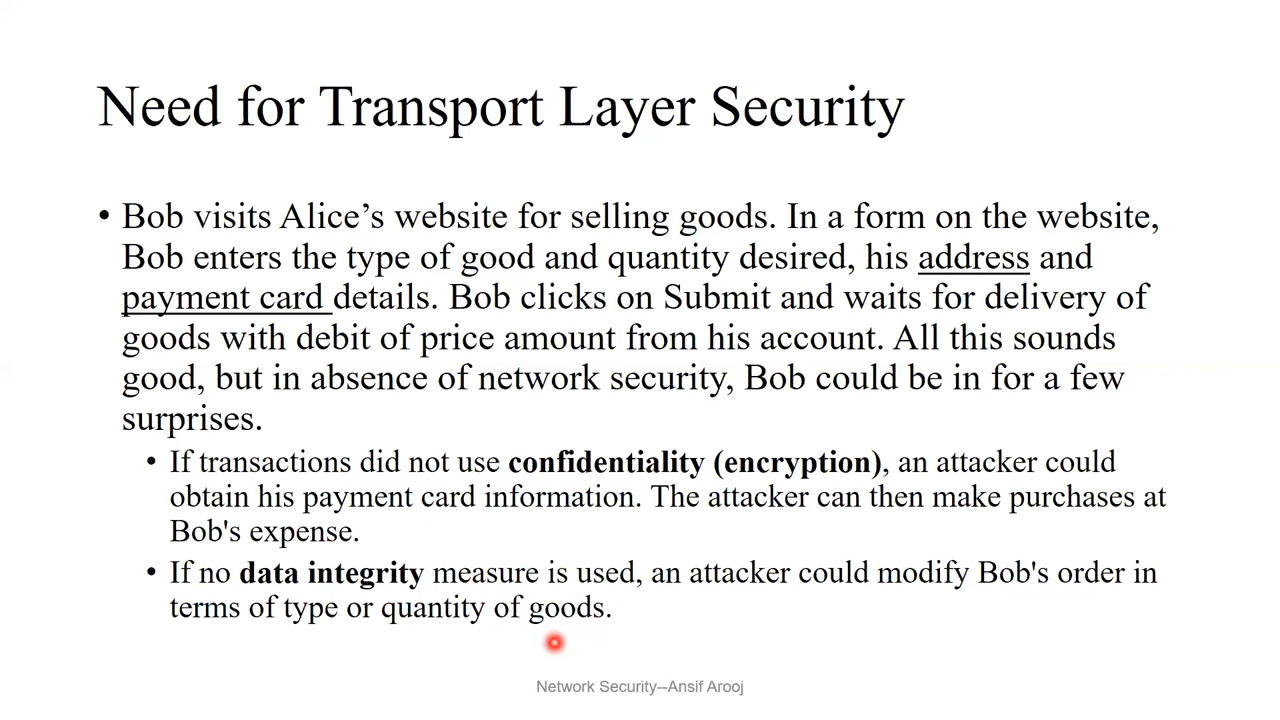 Need for Transport Layer Security
• Bob visits Alice’s website for selling goods. In a form on the website,
Bob enters the type of good and quantity desired, his address and
payment card details. Bob clicks on Submit and waits for delivery of
goods with debit of price amount from his account. All this sounds
good, but in absence of network security, Bob could be in for a few
surprises.
• If transactions did not use confidentiality (encryption), an attacker could
obtain his payment card information. The attacker can then make purchases at
Bob's expense.
• If no data integrity measure is used, an attacker could modify Bob's order in
terms of type or quantity of goods.
Network Security--Ansif Arooj